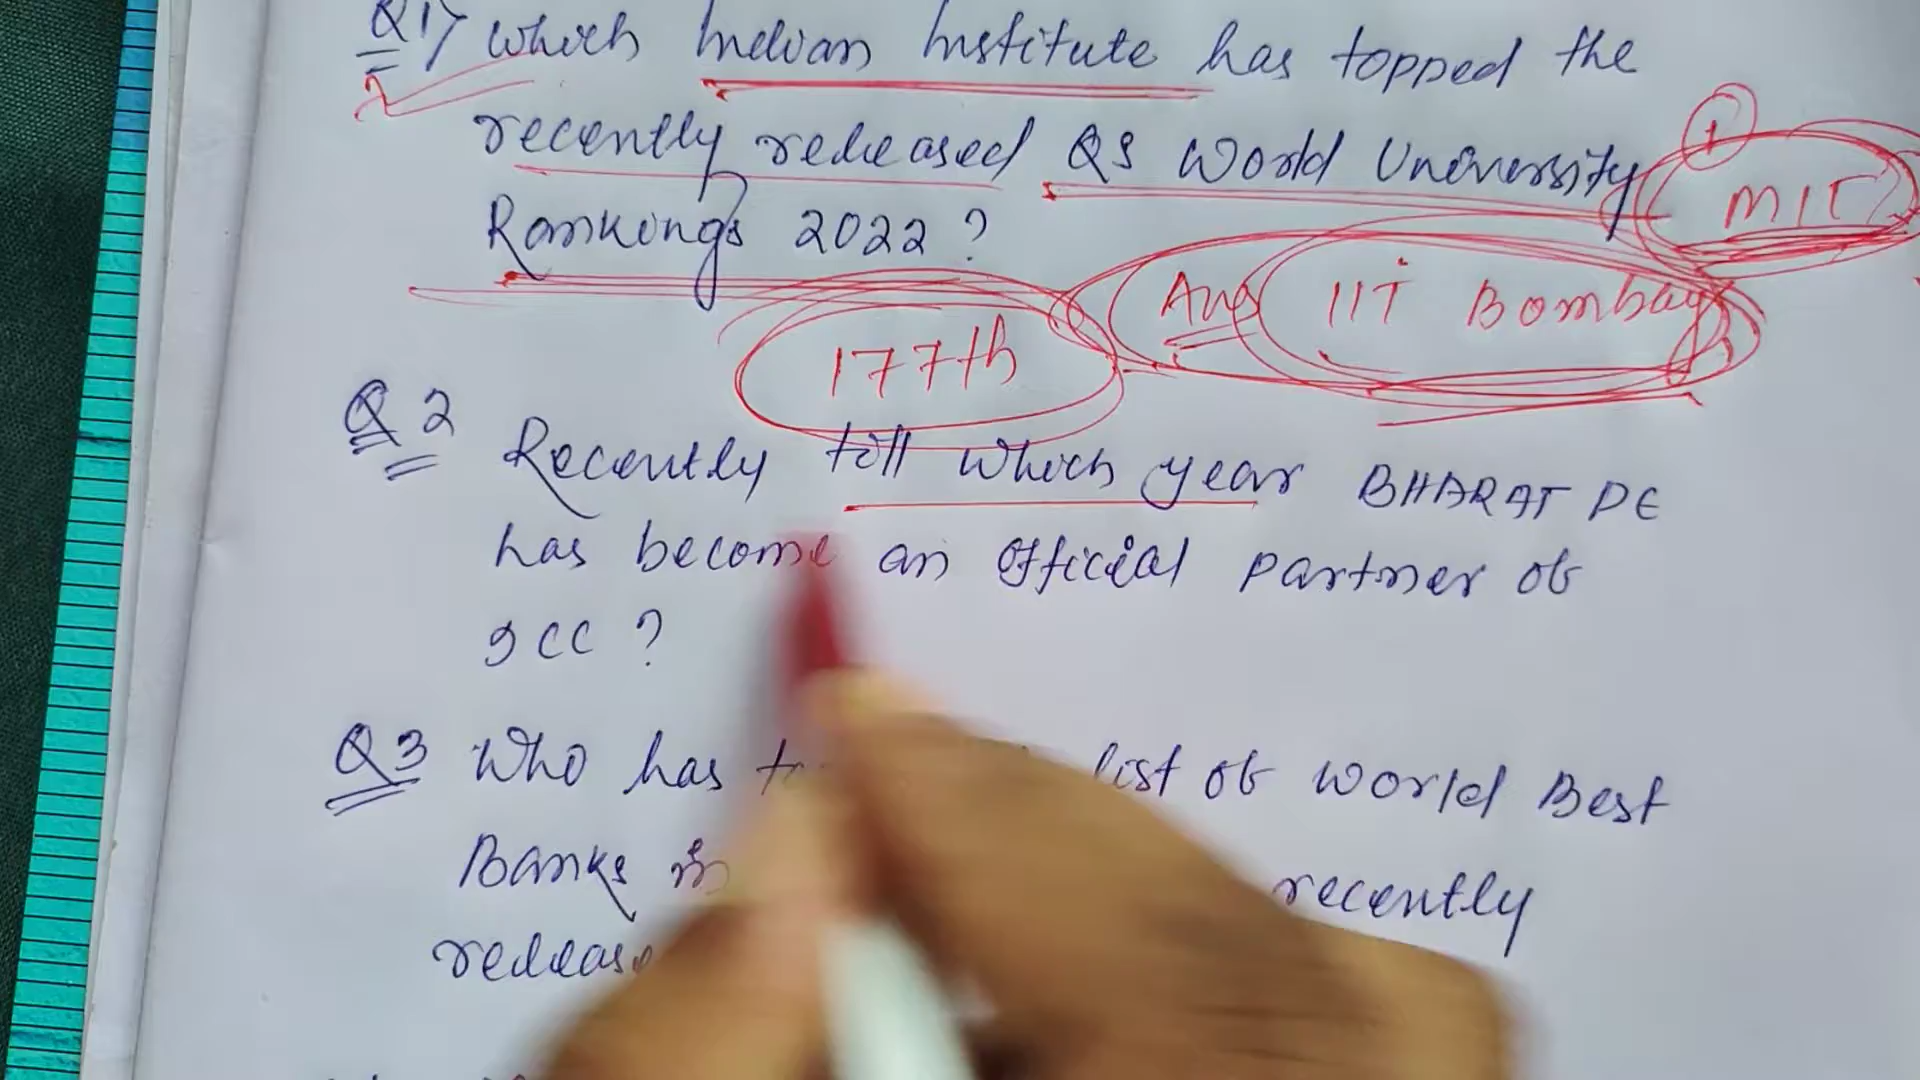 Q1) Which Indian Institute has topped the
recently released QS World University
Rankings 2022?
1
MIT
Ans IIT Bombay
177th
Q2 Recently till which year BHARAT PE
has become an official partner of
ICC ?
Q3 Who has list of World Best
Banks in recently